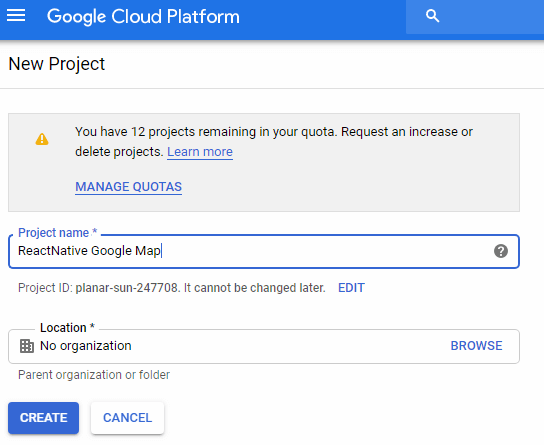 Google Cloud Platform
New Project
You have 12 projects remaining in your quota. Request an increase or
delete projects. Learn more
MANAGE QUOTAS
Project name *
ReactNative Google Map
Project ID: planar-sun-247708. It cannot be changed later. EDIT
Location *
No organization BROWSE
Parent organization or folder
CREATE CANCEL